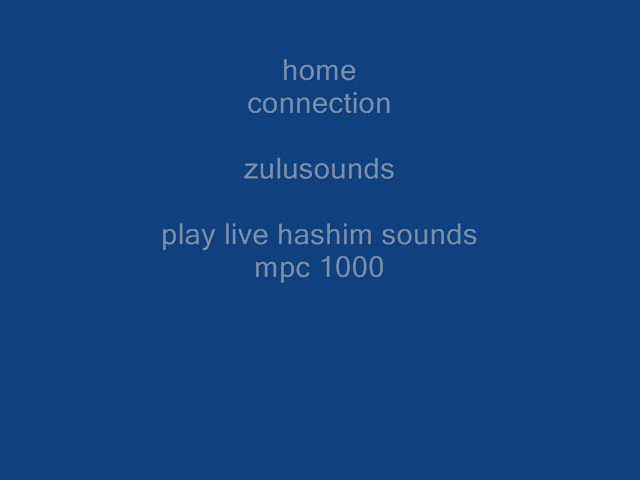 home
connection
zulusounds
play live hashim sounds
mpc 1000